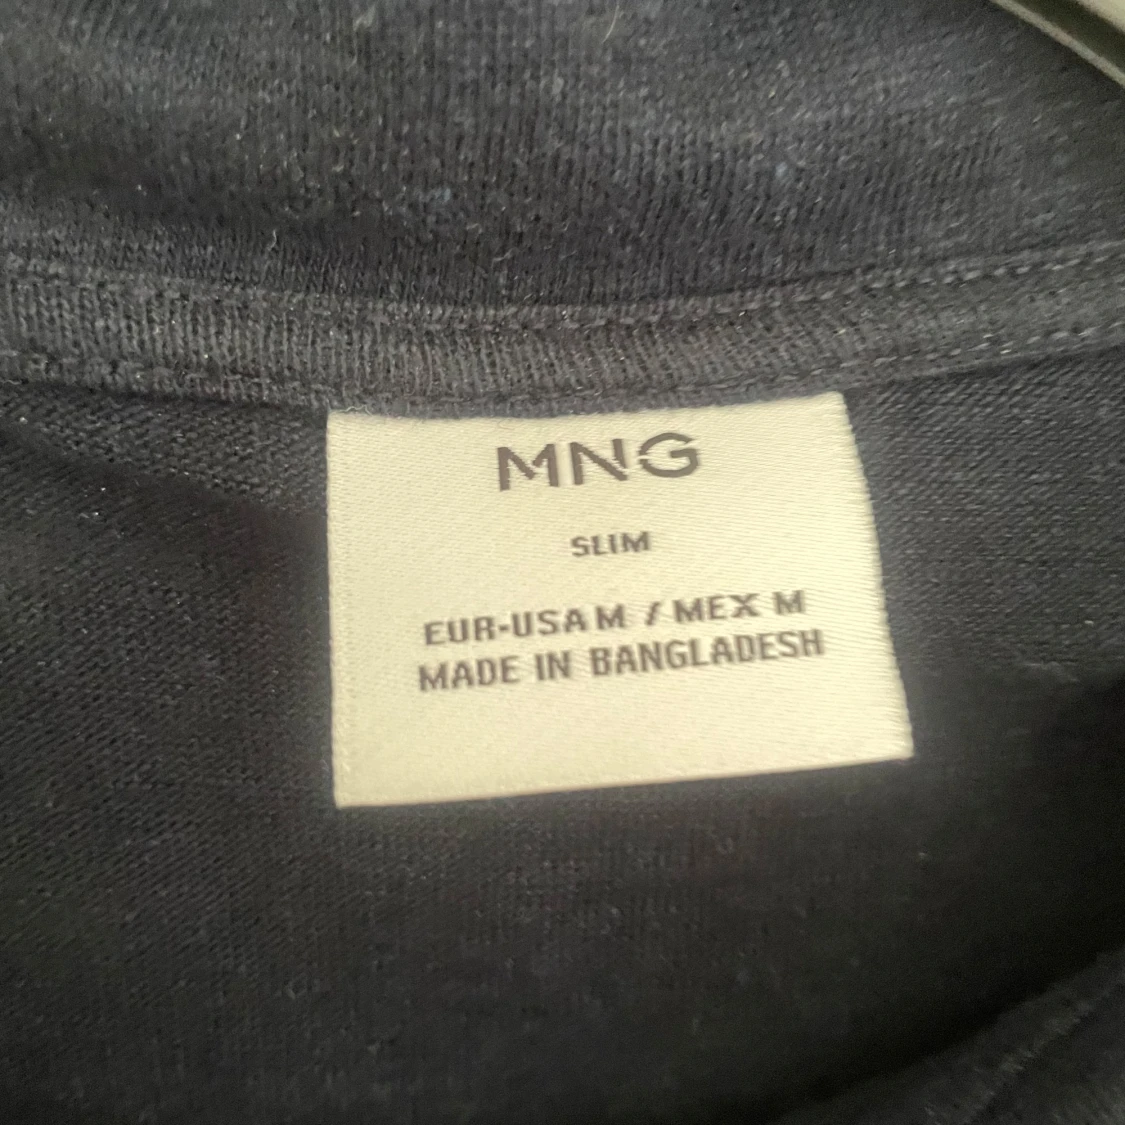 MNG
SLIM
EUR-USA M / MEX M
MADE IN BANGLADESH